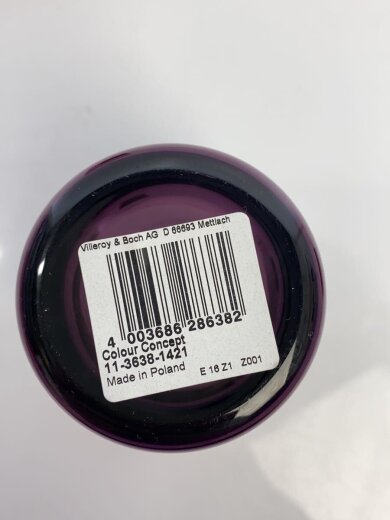 Villeroy & Boch AG D 66693 Mettlach
4 003686 286382
Colour Concept
11-3638-1421
Made in Poland E 16 Z1 Z001